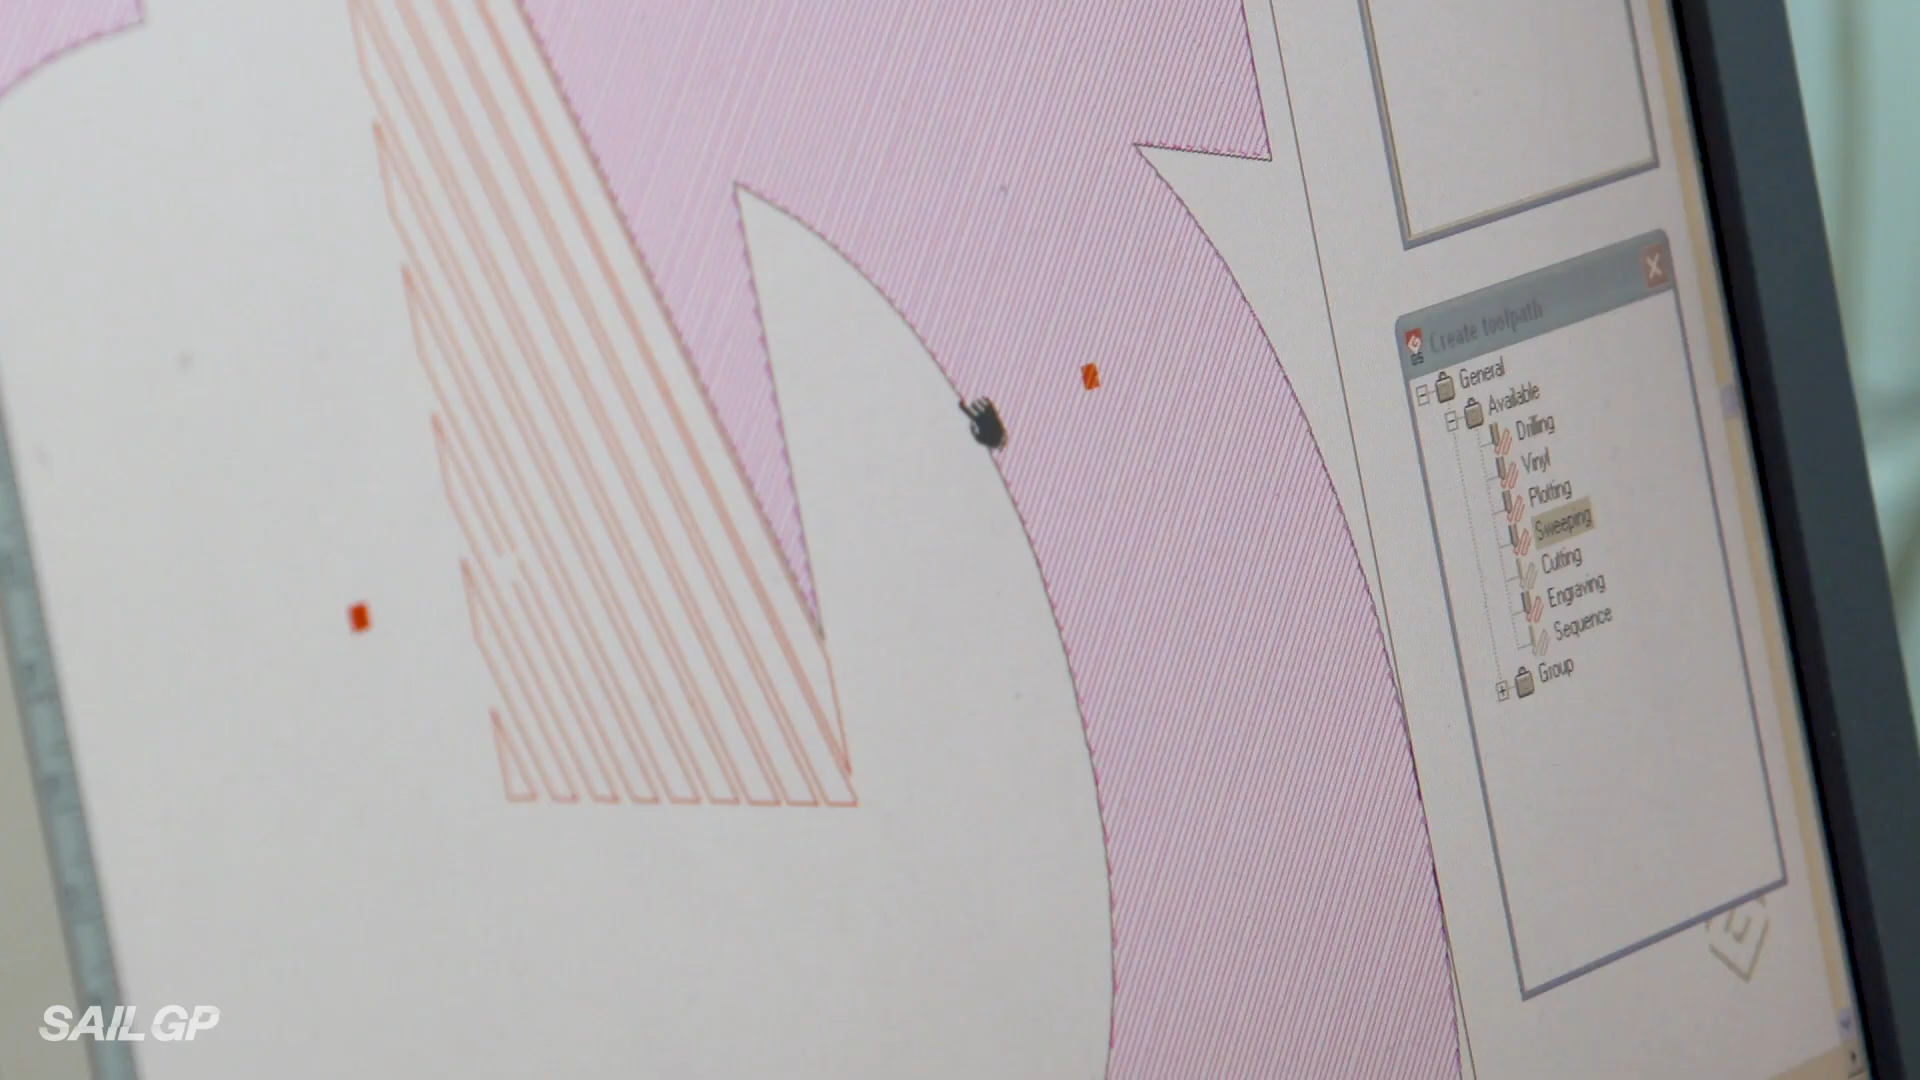 Create toolpath
General
Available
Drilling
Vinyl
Plotting
Sweeping
Cutting
Engraving
Sequence
Group
SAIL GP